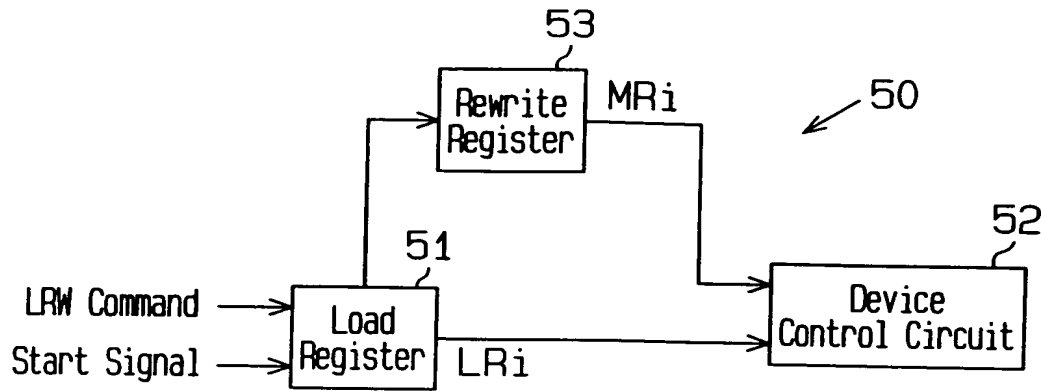 53
Rewrite
Register
MRi
50
51
52
LRW Command
Start Signal
Load
Register
LRi
Device
Control Circuit